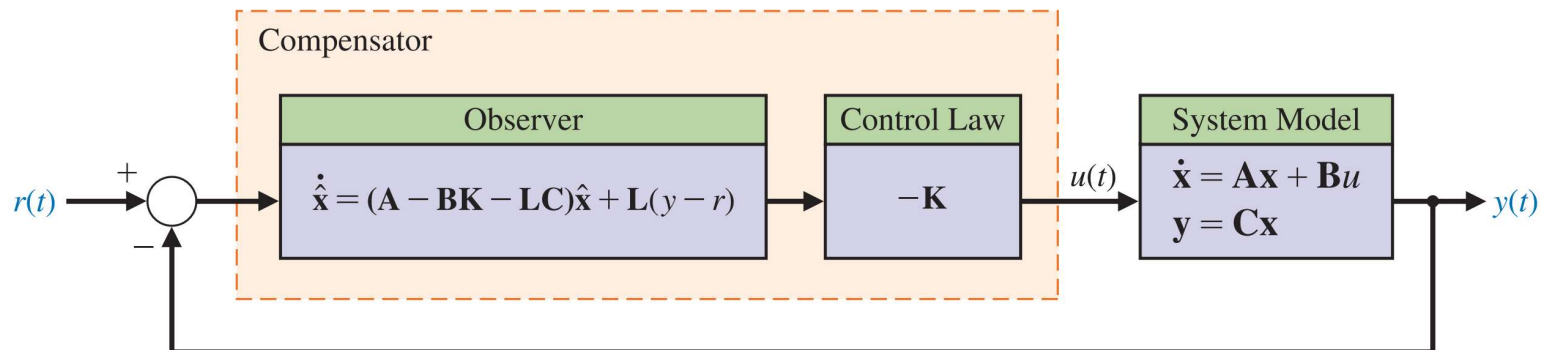 Compensator
Observer
Control Law
System Model
r(t)
+
−
x̂̇ = (A − BK − LC)x̂ + L(y − r)
−K
u(t)
ẋ = Ax + Bu
y = Cx
y(t)